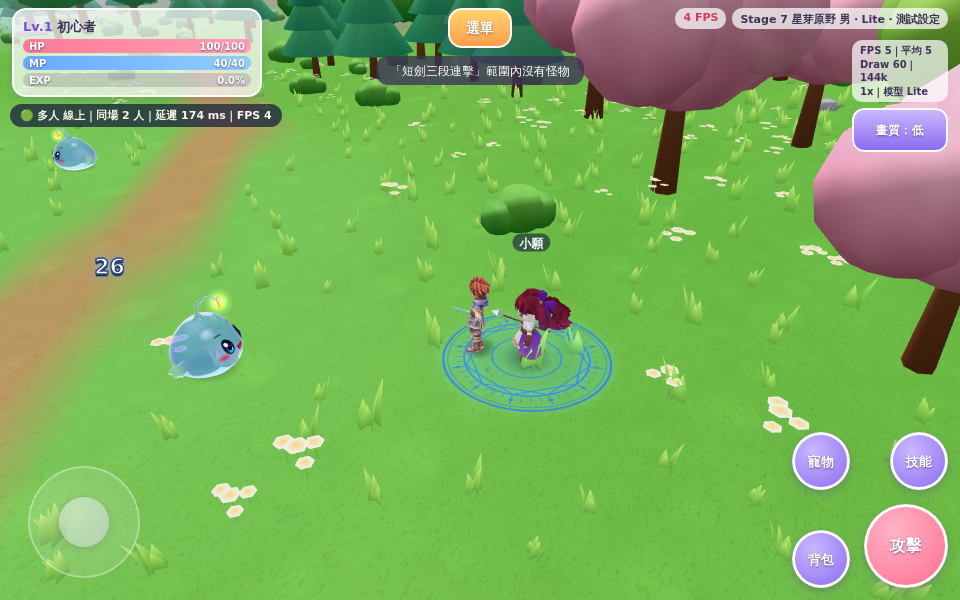 Lv.1 初心者
HP 100/100
MP 40/40
EXP 0.0%
🟢 多人 線上 | 同場 2 人 | 延遲 174 ms | FPS 4
選單
「短劍三段連擊」範圍內沒有怪物
4 FPS
Stage 7 星芽原野 男・Lite・測試設定
FPS 5 | 平均 5
Draw 60 |
144k
1x | 模型 Lite
畫質：低
小願
26
寵物
技能
攻擊
背包